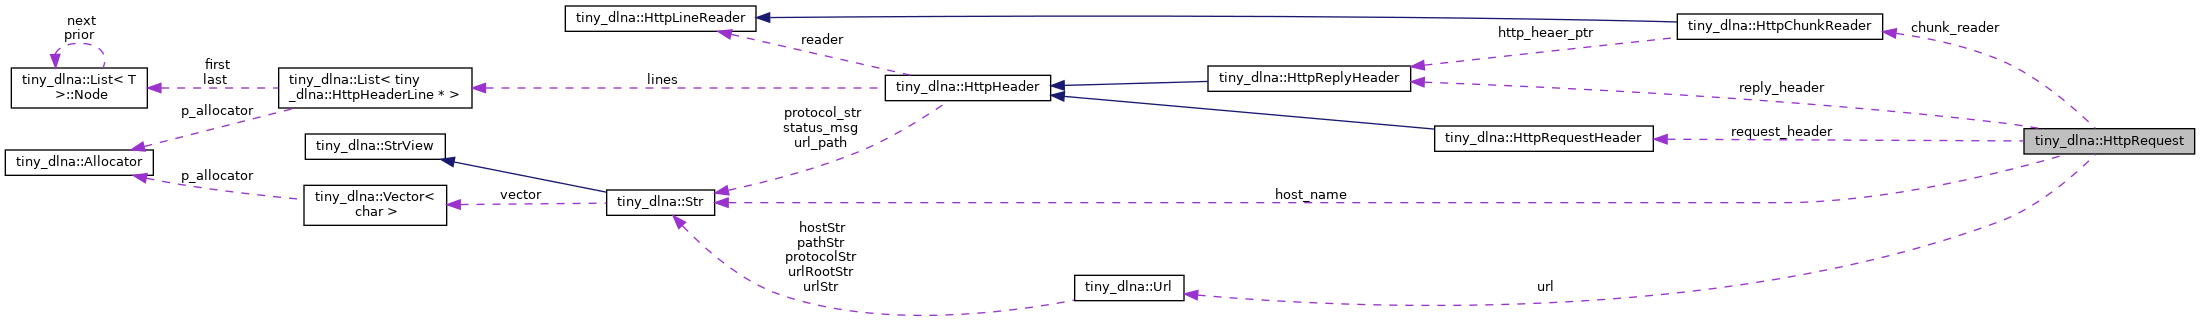 next
prior
tiny_dlna::List< T
>::Node
first
last
tiny_dlna::List< tiny
_dlna::HttpHeaderLine * >
p_allocator
tiny_dlna::Allocator
p_allocator
tiny_dlna::StrView
tiny_dlna::Vector<
char >
vector
tiny_dlna::Str
lines
tiny_dlna::HttpLineReader
reader
tiny_dlna::HttpHeader
protocol_str
status_msg
url_path
hostStr
pathStr
protocolStr
urlRootStr
urlStr
tiny_dlna::Url
tiny_dlna::HttpReplyHeader
http_heaer_ptr
tiny_dlna::HttpChunkReader
chunk_reader
reply_header
tiny_dlna::HttpRequestHeader
request_header
host_name
url
tiny_dlna::HttpRequest